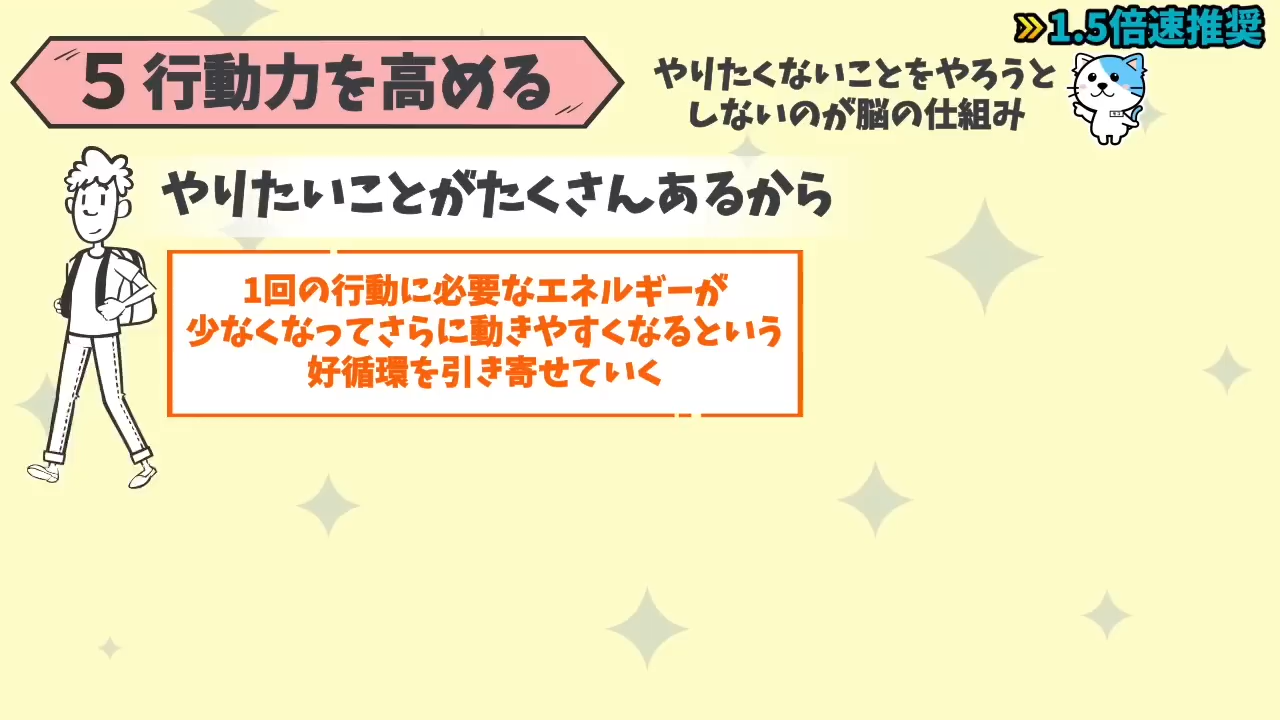 1.5倍速推奨
5 行動力を高める
やりたくないことをやろうと
しないのが脳の仕組み
やりたいことがたくさんあるから
1回の行動に必要なエネルギーが
少なくなってさらに動きやすくなるという
好循環を引き寄せていく